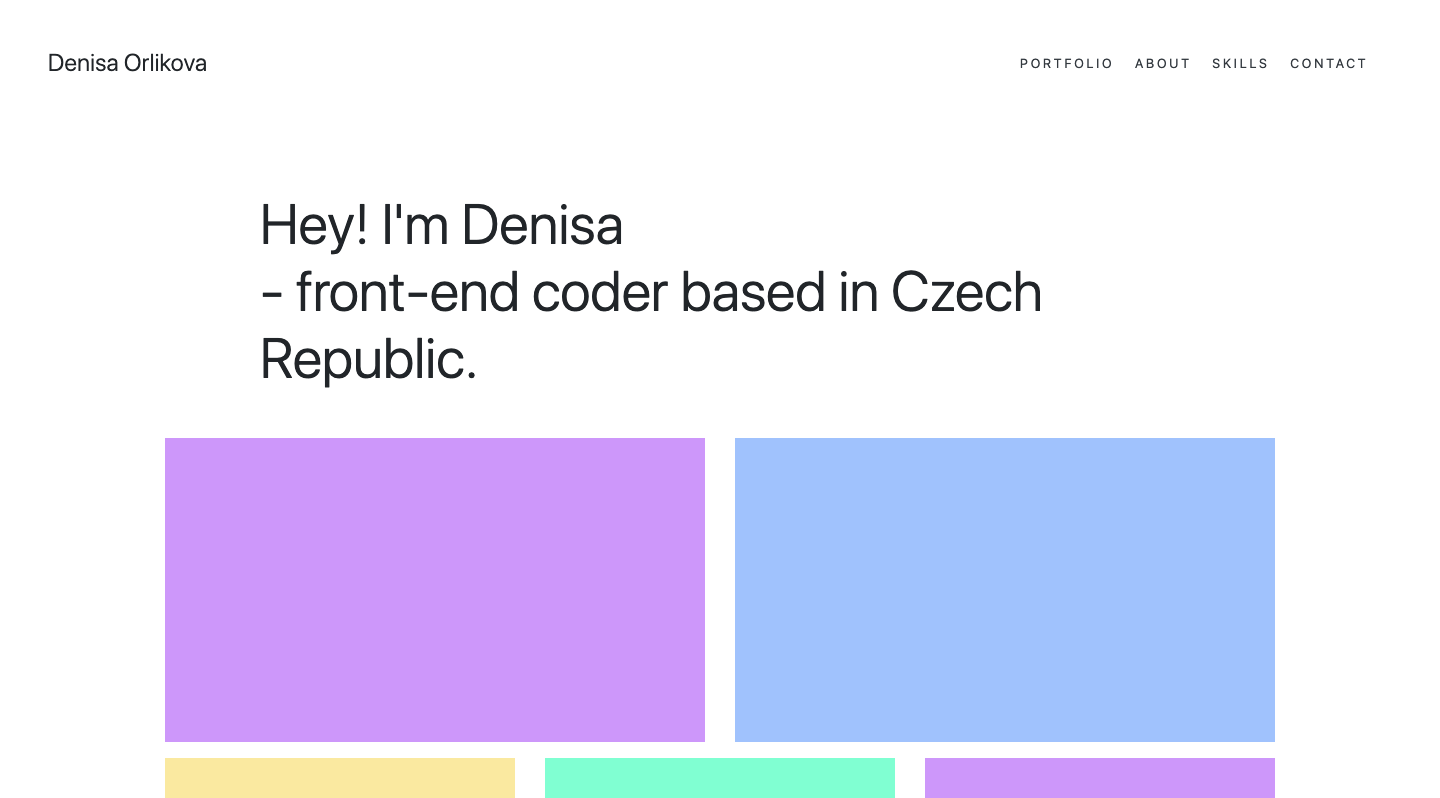 Denisa Orlikova
PORTFOLIO ABOUT SKILLS CONTACT
Hey! I'm Denisa
- front-end coder based in Czech
Republic.